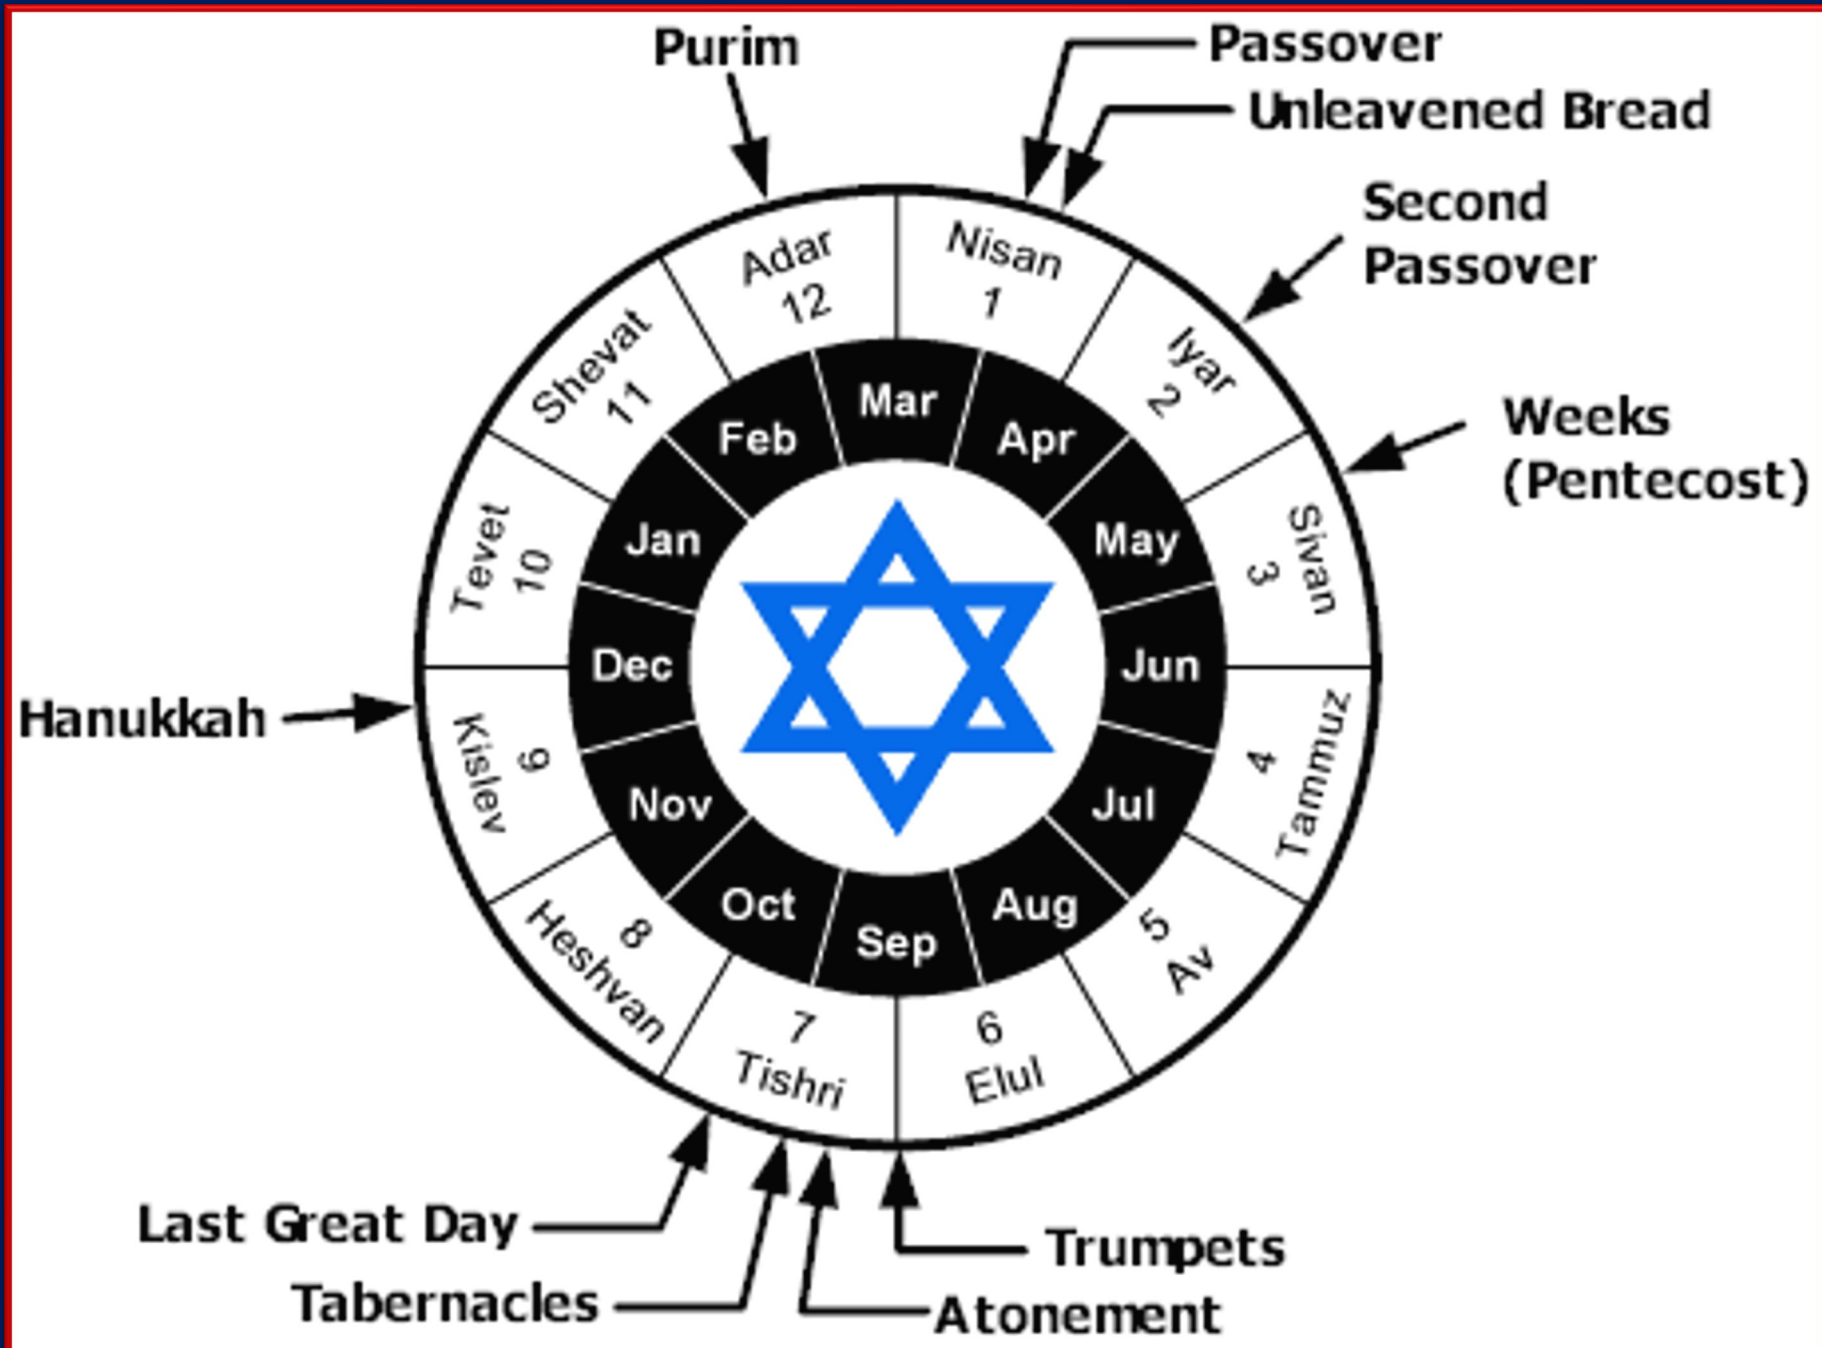 Purim
Passover
Unleavened Bread
Second
Passover
Weeks
(Pentecost)
Hanukkah
Last Great Day
Tabernacles
Trumpets
Atonement
Nisan
1
Iyar
2
Sivan
3
Tammuz
4
5
Av
6
Elul
7
Tishri
8
Heshvan
9
Kislev
Tevet
10
Shevat
11
Adar
12
Mar
Apr
May
Jun
Jul
Aug
Sep
Oct
Nov
Dec
Jan
Feb